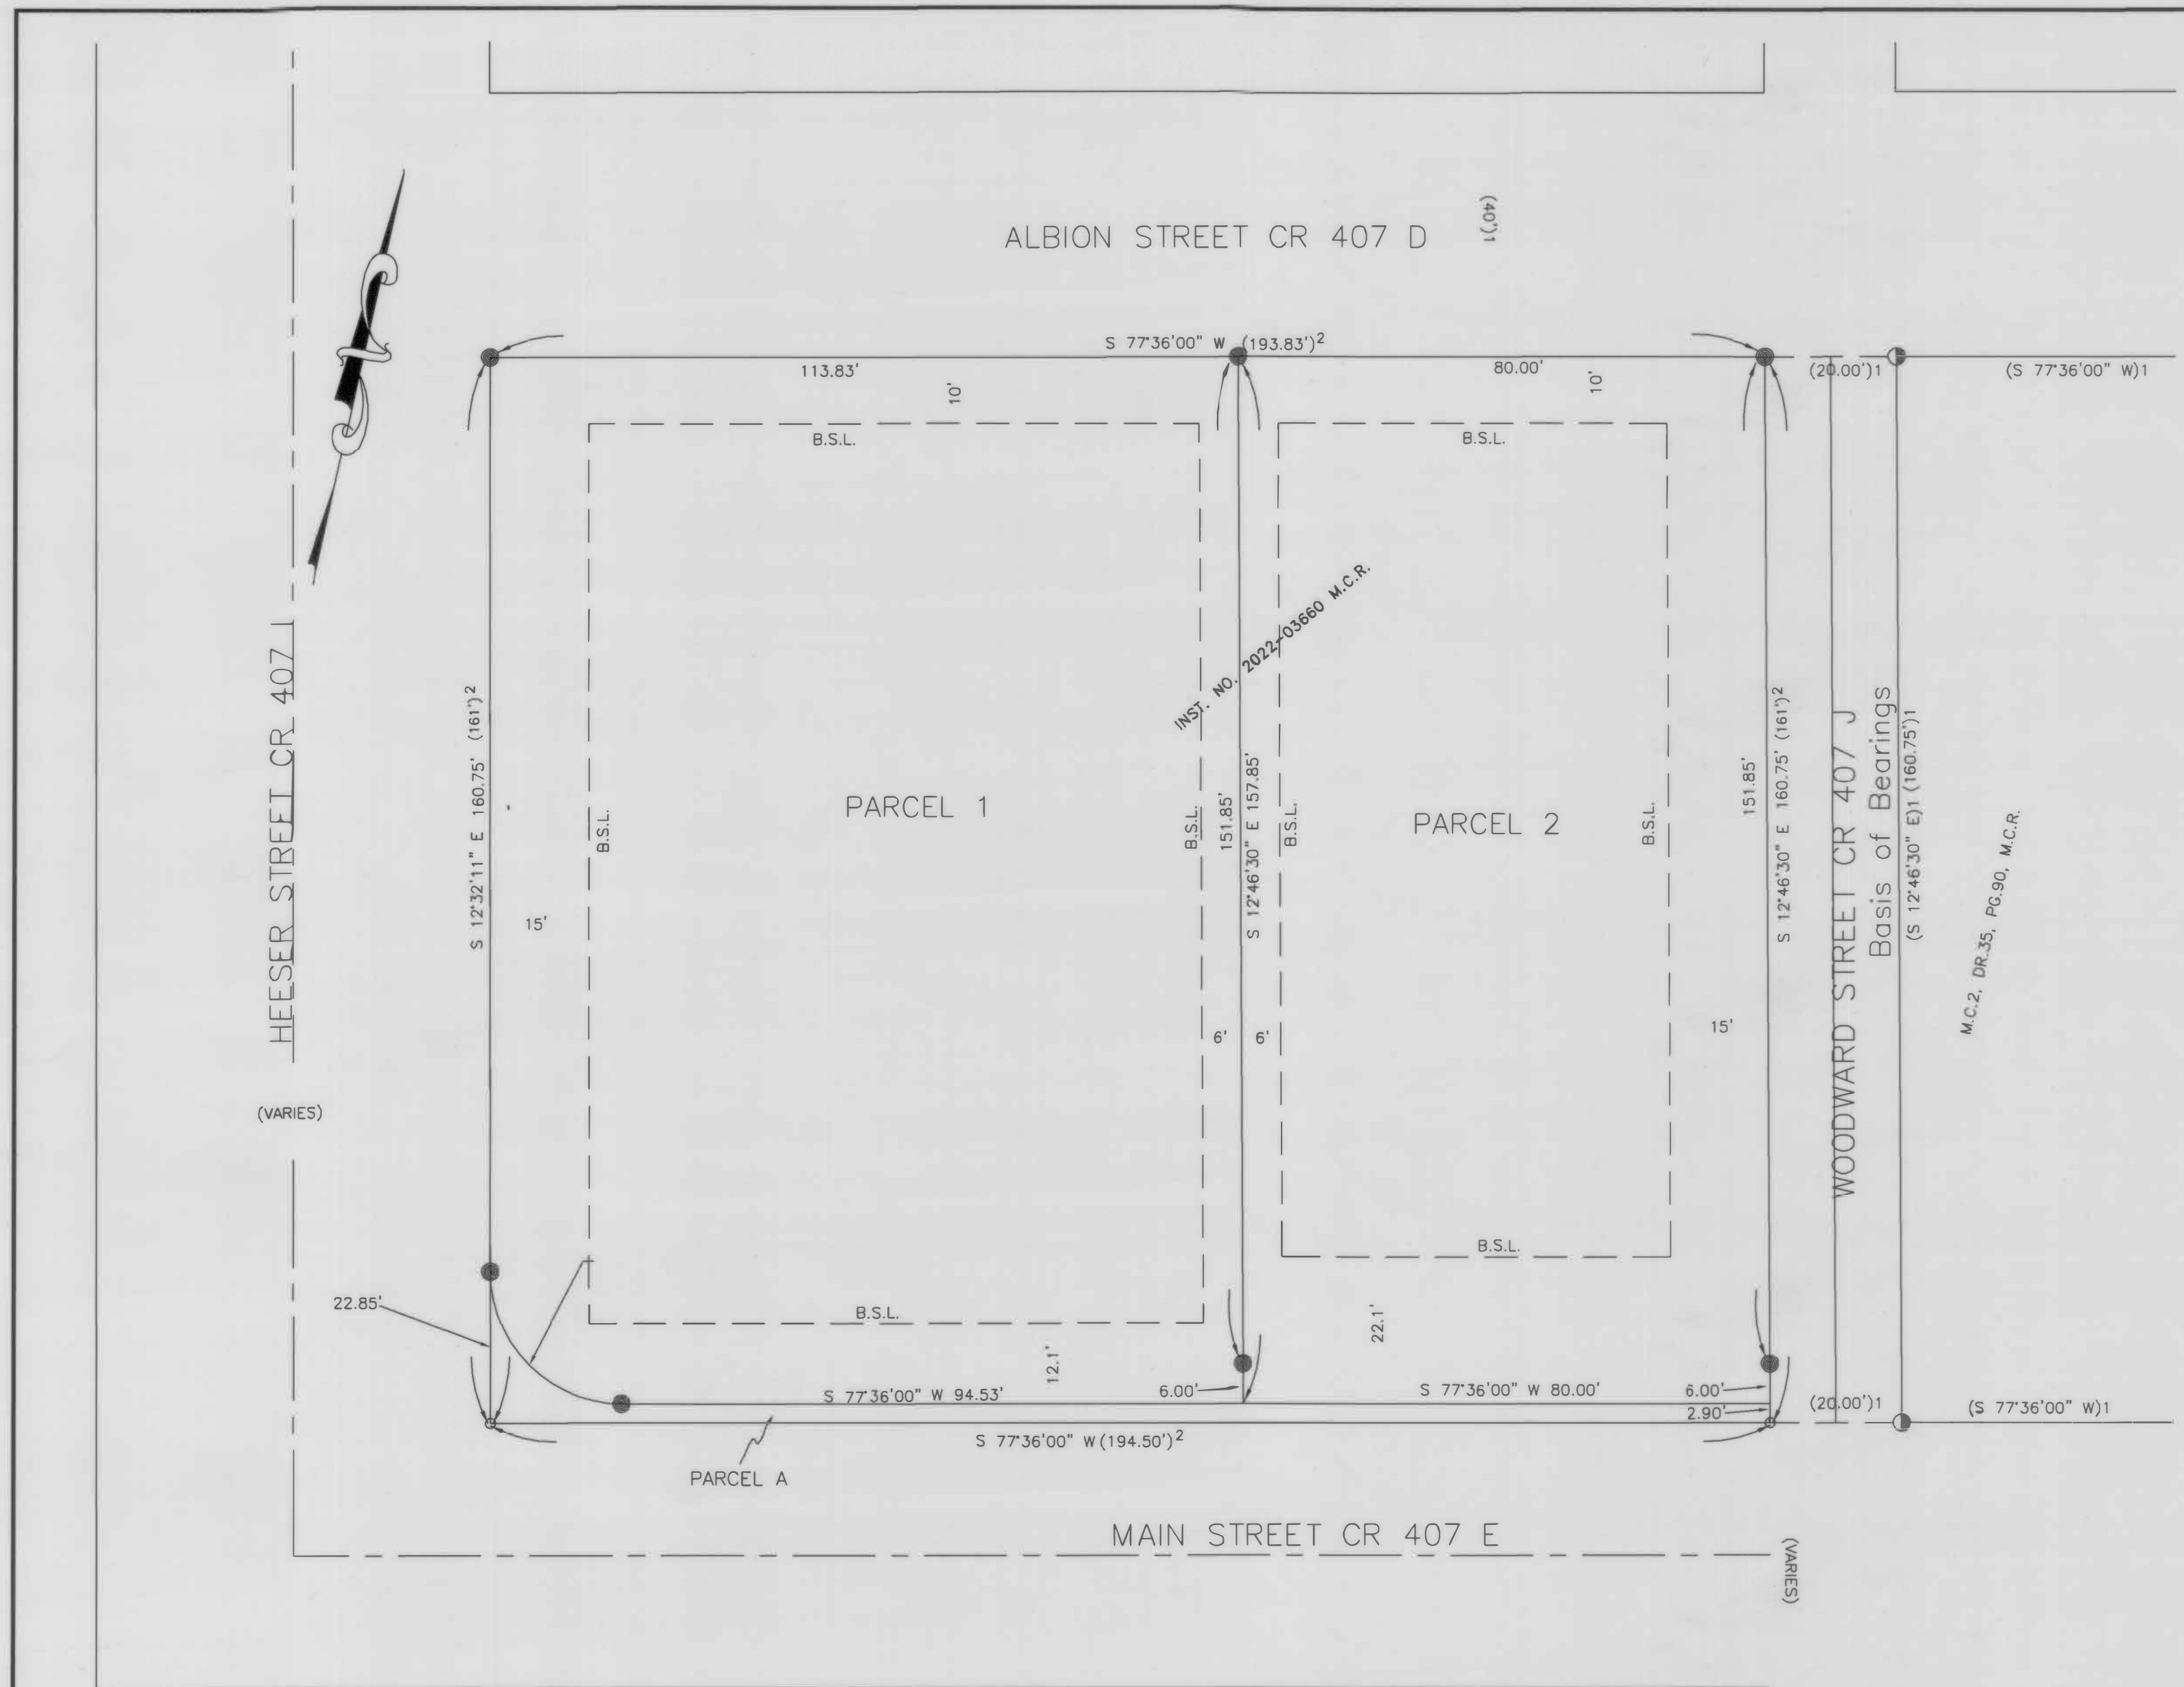 (40')1
ALBION STREET CR 407 D
S 77°36'00" W (193.83')2
113.83'
80.00'
(20.00')1
(S 77°36'00" W)1
10'
10'
B.S.L.
B.S.L.
INST. NO. 2022-03660 M.C.R.
HEESER STREET CR 407 I
(VARIES)
S 12°32'11" E 160.75' (161')2
15'
B.S.L.
PARCEL 1
B.S.L.
151.85'
S 12°46'30" E 157.85'
B.S.L.
PARCEL 2
B.S.L.
151.85'
S 12°46'30" E 160.75' (161')2
WOODWARD STREET CR 407 J
Basis of Bearings
(S 12°46'30" E)1 (160.75')1
M.C.2, DR.35, PG.90, M.C.R.
6'
6'
15'
B.S.L.
22.85'
B.S.L.
12.1'
22.1'
S 77°36'00" W 94.53'
6.00'
S 77°36'00" W 80.00'
6.00'
2.90'
(20.00')1
(S 77°36'00" W)1
S 77°36'00" W (194.50')2
PARCEL A
MAIN STREET CR 407 E
(VARIES)